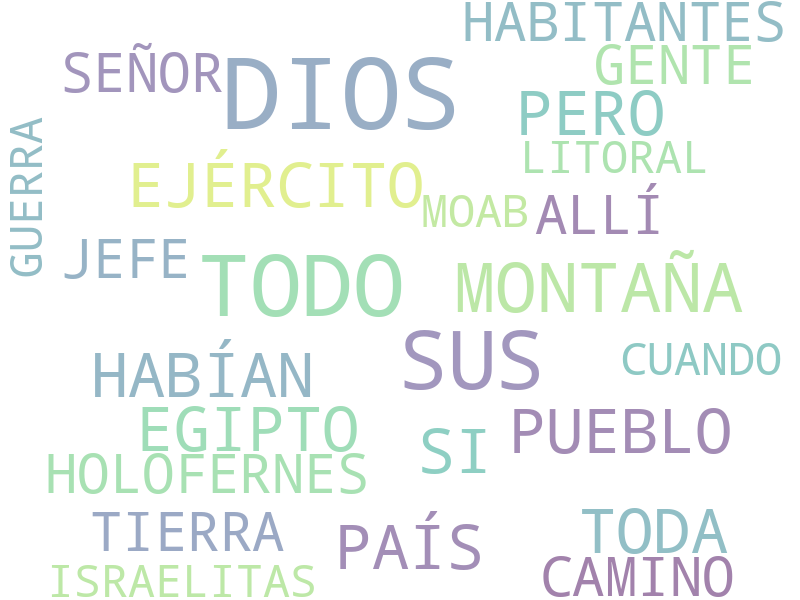 HABITANTES
SEÑOR
DIOS
GENTE
PERO
GUERRA
EJÉRCITO
LITORAL
MOAB
ALLÍ
JEFE
TODO
MONTAÑA
HABÍAN
SUS
CUANDO
EGIPTO
SI
PUEBLO
HOLOFERNES
TIERRA
PAÍS
TODA
ISRAELITAS
CAMINO